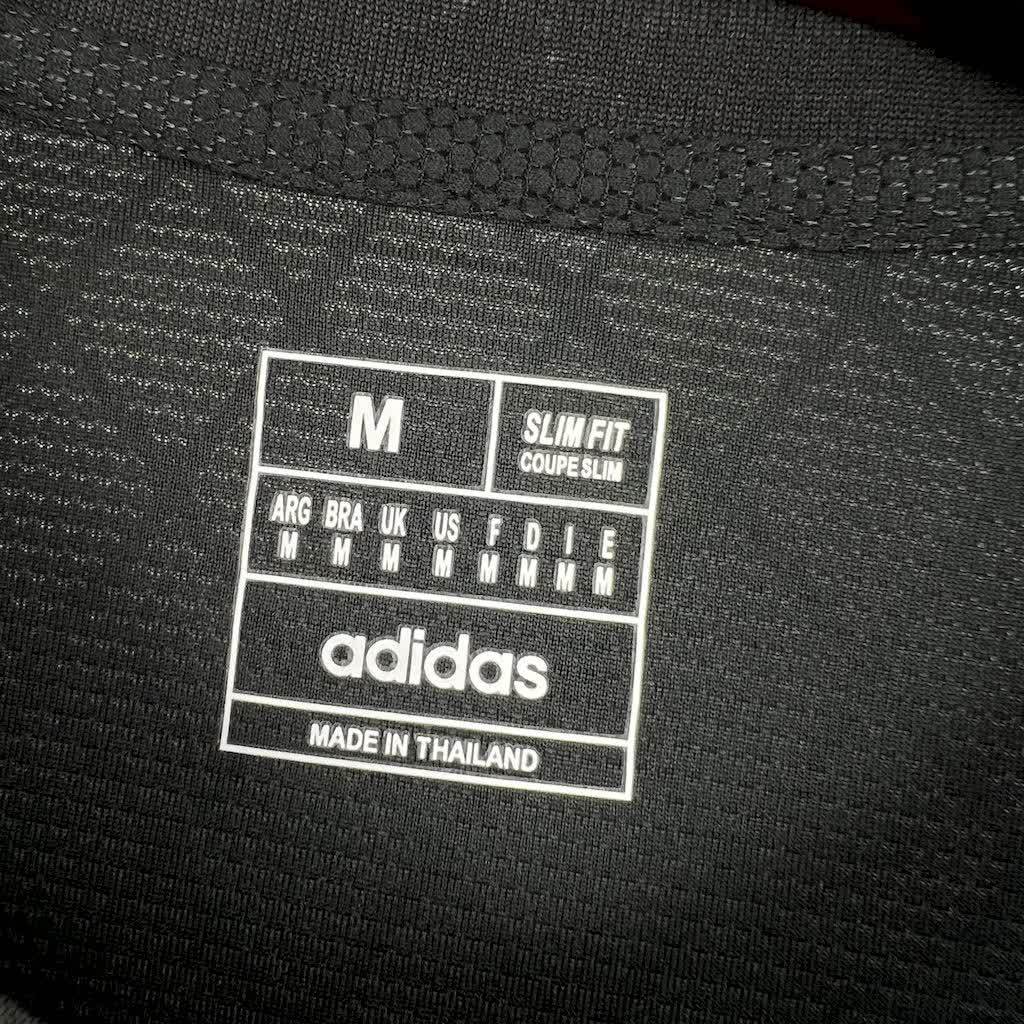 M
SLIM FIT
COUPE SLIM
ARG BRA UK US F D I E
M M M M M M M M
adidas
MADE IN THAILAND